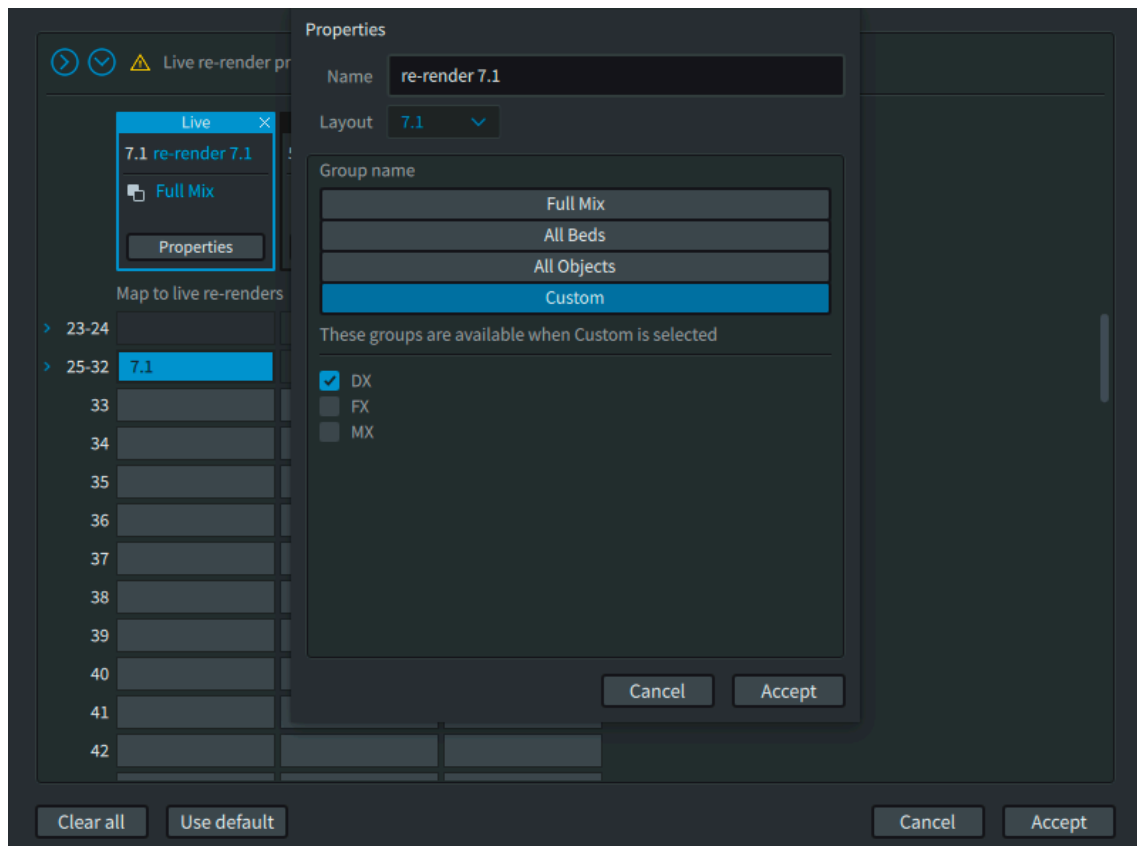 Properties
Live re-render pr
Name re-render 7.1
Layout 7.1
Live
7.1 re-render 7.1
Full Mix
Properties
Group name
Full Mix
All Beds
All Objects
Custom
Map to live re-renders
These groups are available when Custom is selected
23-24
25-32 7.1
DX
FX
MX
33
34
35
36
37
38
39
40
41
42
Cancel Accept
Clear all Use default Cancel Accept